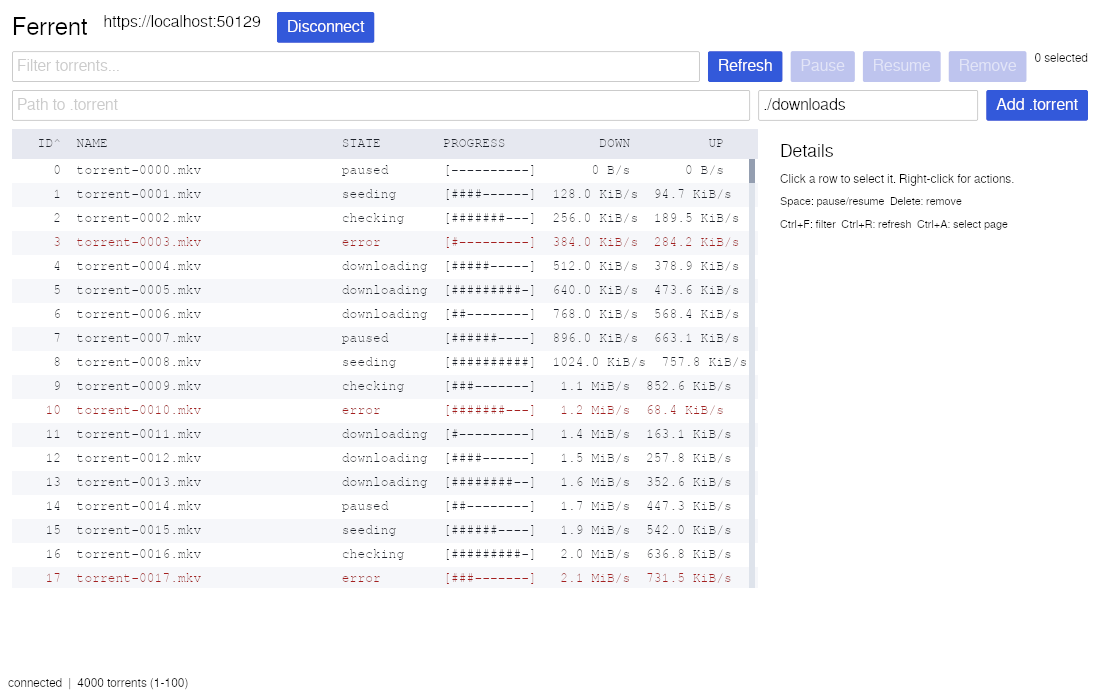 Ferrent https://localhost:50129 Disconnect
Filter torrents... Refresh Pause Resume Remove 0 selected
Path to .torrent ./downloads Add .torrent
ID^ NAME STATE PROGRESS DOWN UP
0 torrent-0000.mkv paused [----------] 0 B/s 0 B/s
1 torrent-0001.mkv seeding [####------] 128.0 KiB/s 94.7 KiB/s
2 torrent-0002.mkv checking [#######---] 256.0 KiB/s 189.5 KiB/s
3 torrent-0003.mkv error [#---------] 384.0 KiB/s 284.2 KiB/s
4 torrent-0004.mkv downloading [#####-----] 512.0 KiB/s 378.9 KiB/s
5 torrent-0005.mkv downloading [#########-] 640.0 KiB/s 473.6 KiB/s
6 torrent-0006.mkv downloading [##--------] 768.0 KiB/s 568.4 KiB/s
7 torrent-0007.mkv paused [######----] 896.0 KiB/s 663.1 KiB/s
8 torrent-0008.mkv seeding [##########] 1024.0 KiB/s 757.8 KiB/s
9 torrent-0009.mkv checking [###-------] 1.1 MiB/s 852.6 KiB/s
10 torrent-0010.mkv error [#######---] 1.2 MiB/s 68.4 KiB/s
11 torrent-0011.mkv downloading [#---------] 1.4 MiB/s 163.1 KiB/s
12 torrent-0012.mkv downloading [####------] 1.5 MiB/s 257.8 KiB/s
13 torrent-0013.mkv downloading [########--] 1.6 MiB/s 352.6 KiB/s
14 torrent-0014.mkv paused [##--------] 1.7 MiB/s 447.3 KiB/s
15 torrent-0015.mkv seeding [######----] 1.9 MiB/s 542.0 KiB/s
16 torrent-0016.mkv checking [#########-] 2.0 MiB/s 636.8 KiB/s
17 torrent-0017.mkv error [###-------] 2.1 MiB/s 731.5 KiB/s
Details
Click a row to select it. Right-click for actions.
Space: pause/resume Delete: remove
Ctrl+F: filter Ctrl+R: refresh Ctrl+A: select page
connected | 4000 torrents (1-100)